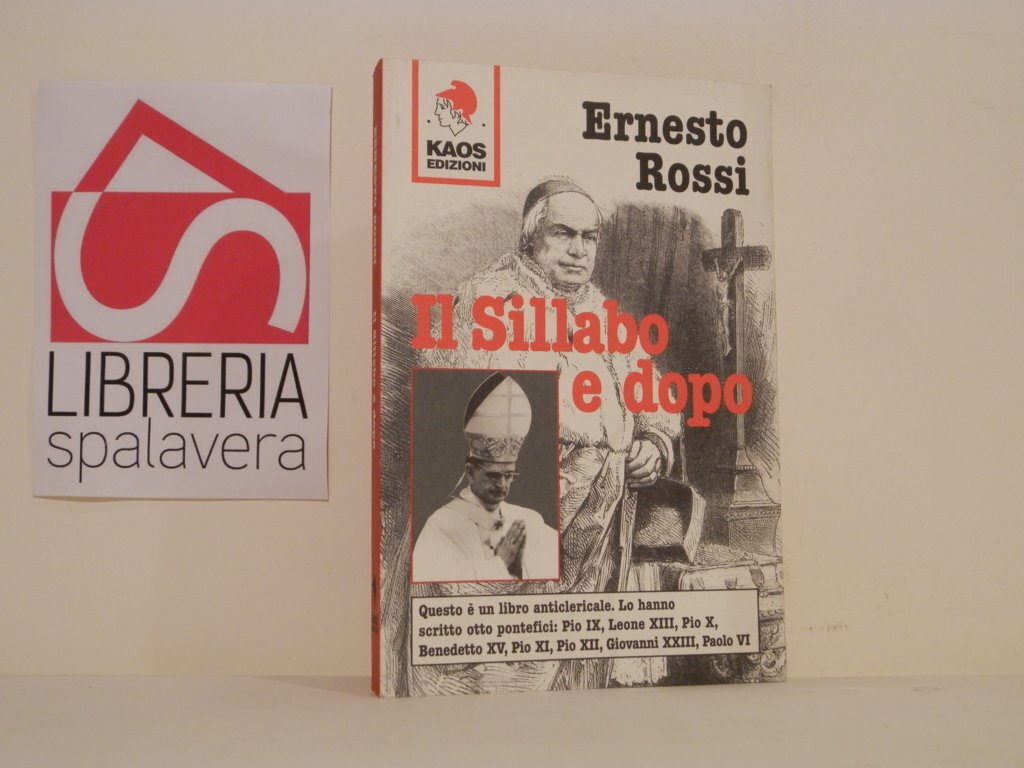 LIBRERIA
spalavera
KAOS
EDIZIONI
Ernesto
Rossi
Il Sillabo
e dopo
Questo è un libro anticlericale. Lo hanno
scritto otto pontefici: Pio IX, Leone XIII, Pio X,
Benedetto XV, Pio XI, Pio XII, Giovanni XXIII, Paolo VI